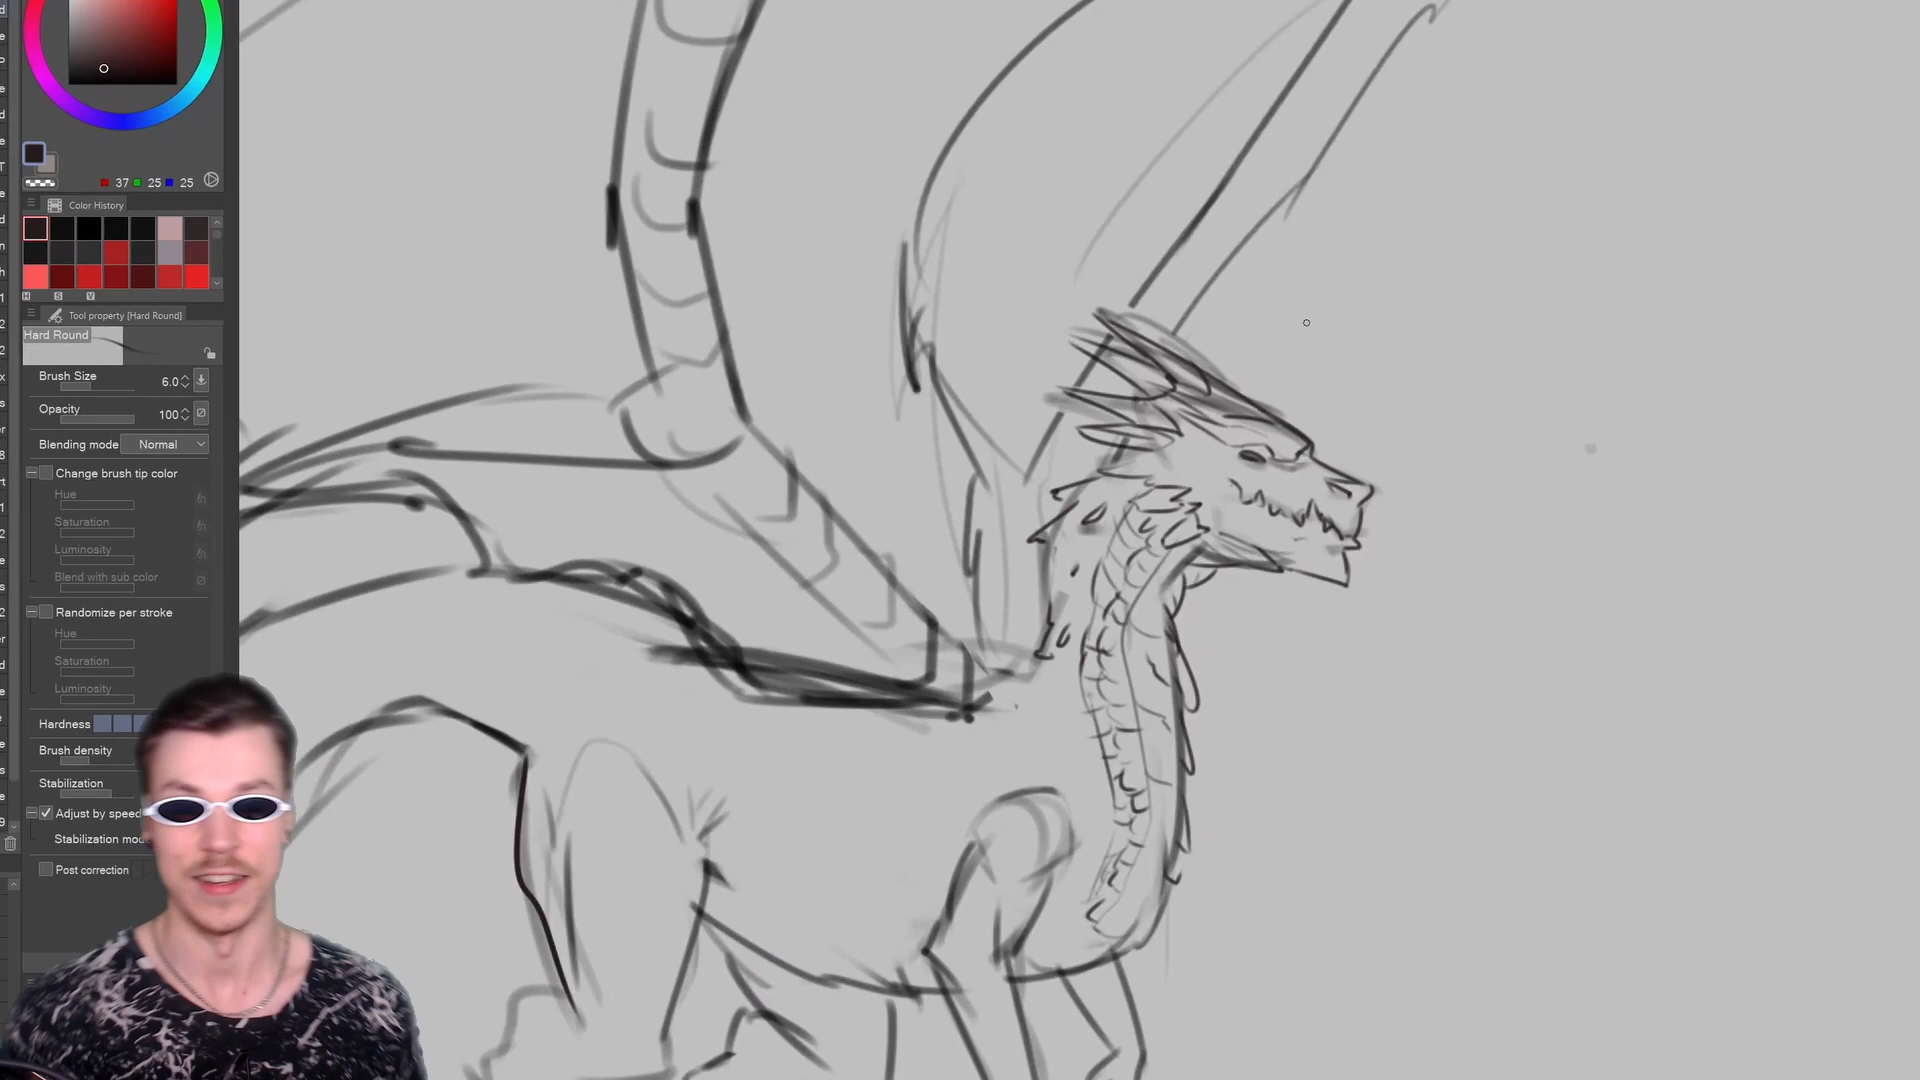 37 25 25
Color History
H S V
Tool property [Hard Round]
Hard Round
Brush Size 6.0
Opacity 100
Blending mode Normal
Change brush tip color
Hue
Saturation
Luminosity
Blend with sub color
Randomize per stroke
Hue
Saturation
Luminosity
Hardness
Brush density
Stabilization
Adjust by speed
Stabilization mod
Post correction